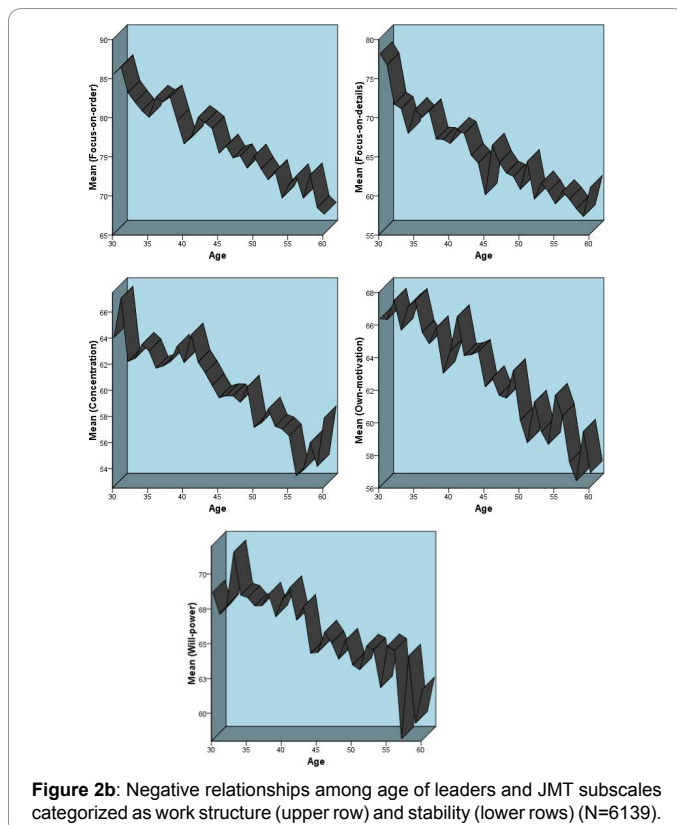 Mean (Focus-on-order)
90
85
80
75
70
65
30 35 40 45 50 55 60
Age
Mean (Focus-on-details)
80
75
70
65
60
55
30 35 40 45 50 55 60
Age
Mean (Concentration)
64
62
60
58
56
54
30 35 40 45 50 55 60
Age
Mean (Own-motivation)
68
66
64
62
60
58
56
30 35 40 45 50 55 60
Age
Mean (Will-power)
70
68
65
63
60
30 35 40 45 50 55 60
Age
Figure 2b: Negative relationships among age of leaders and JMT subscales
categorized as work structure (upper row) and stability (lower rows) (N=6139).